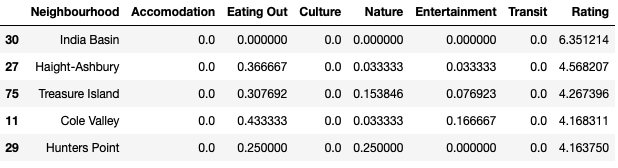 Neighbourhood Accomodation Eating Out Culture Nature Entertainment Transit Rating
30 India Basin 0.0 0.000000 0.0 0.000000 0.000000 0.0 6.351214
27 Haight-Ashbury 0.0 0.366667 0.0 0.033333 0.033333 0.0 4.568207
75 Treasure Island 0.0 0.307692 0.0 0.153846 0.076923 0.0 4.267396
11 Cole Valley 0.0 0.433333 0.0 0.033333 0.166667 0.0 4.168311
29 Hunters Point 0.0 0.250000 0.0 0.250000 0.000000 0.0 4.163750